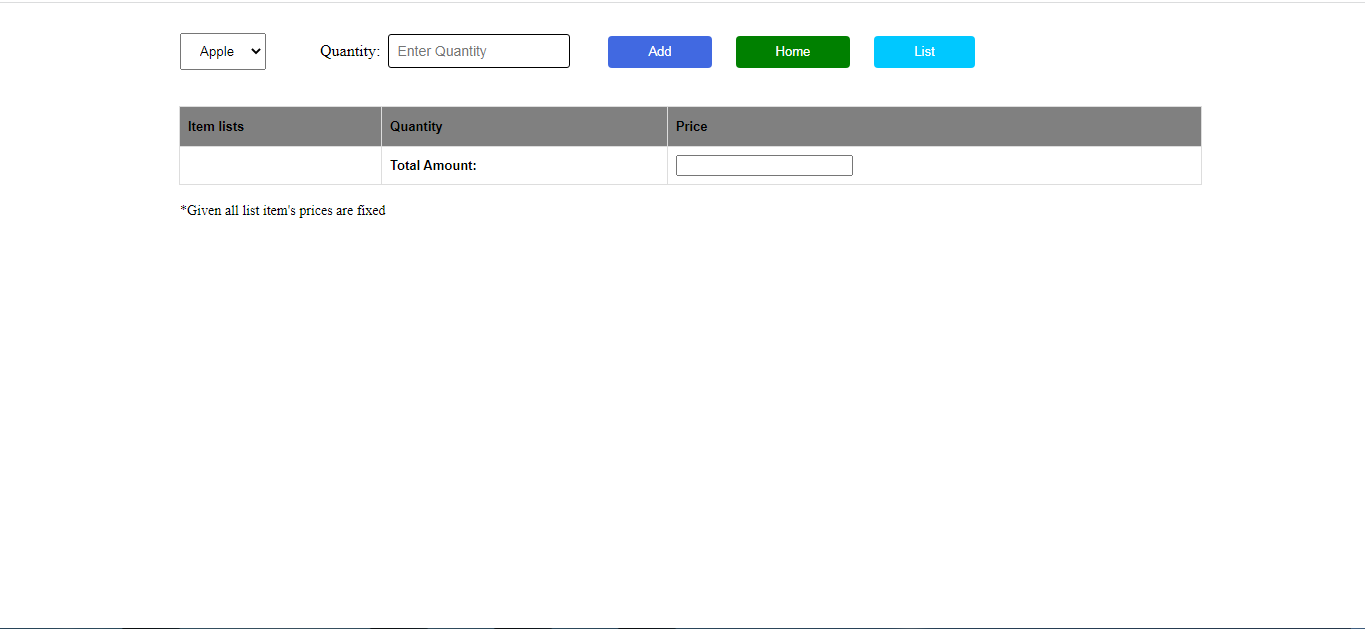 Apple Quantity: Enter Quantity Add Home List
Item lists Quantity Price
Total Amount:
*Given all list item's prices are fixed